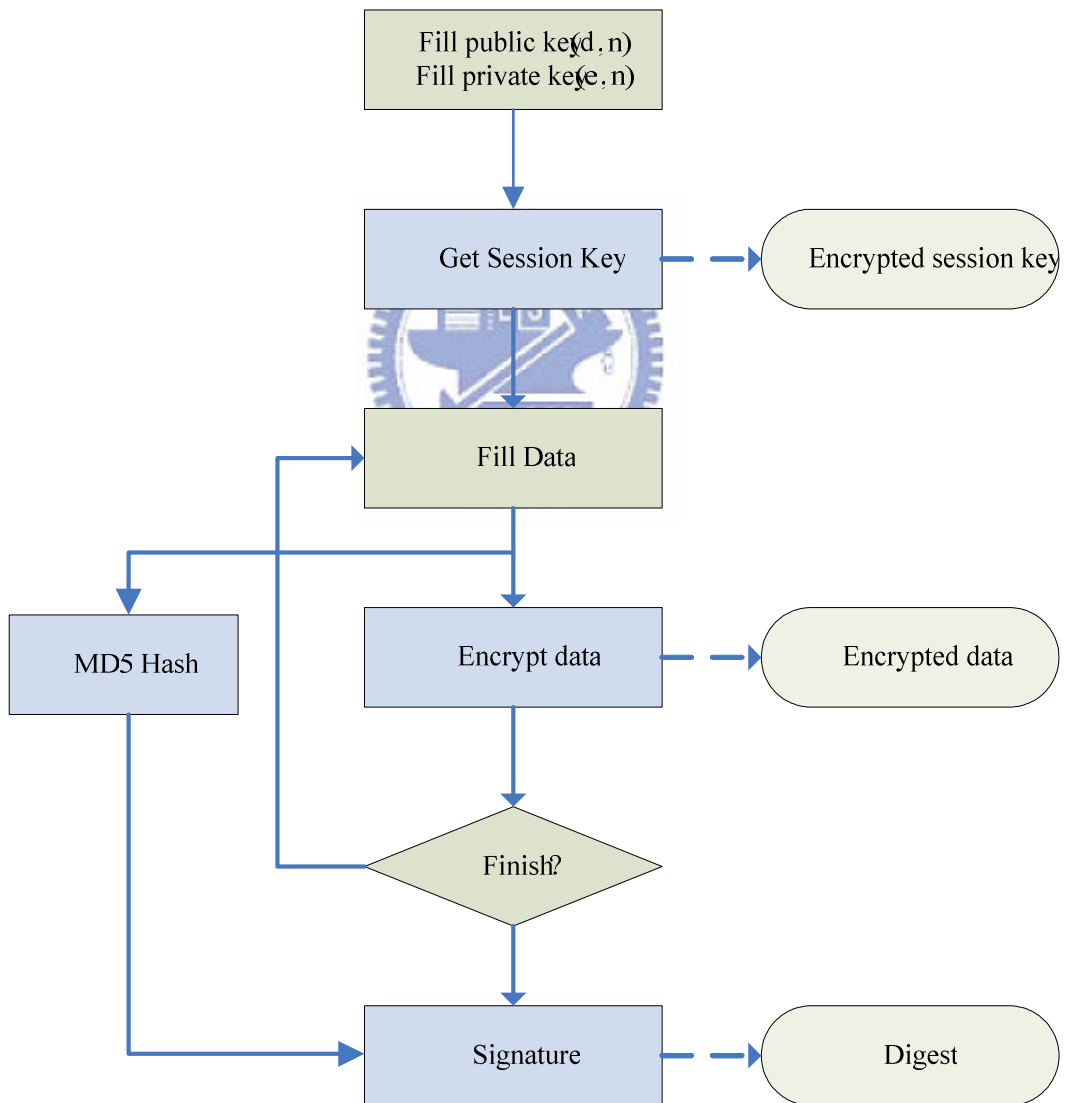 Fill public key(d, n)
Fill private key(e, n)
Get Session Key
Encrypted session key
Fill Data
MD5 Hash
Encrypt data
Encrypted data
Finish?
Signature
Digest